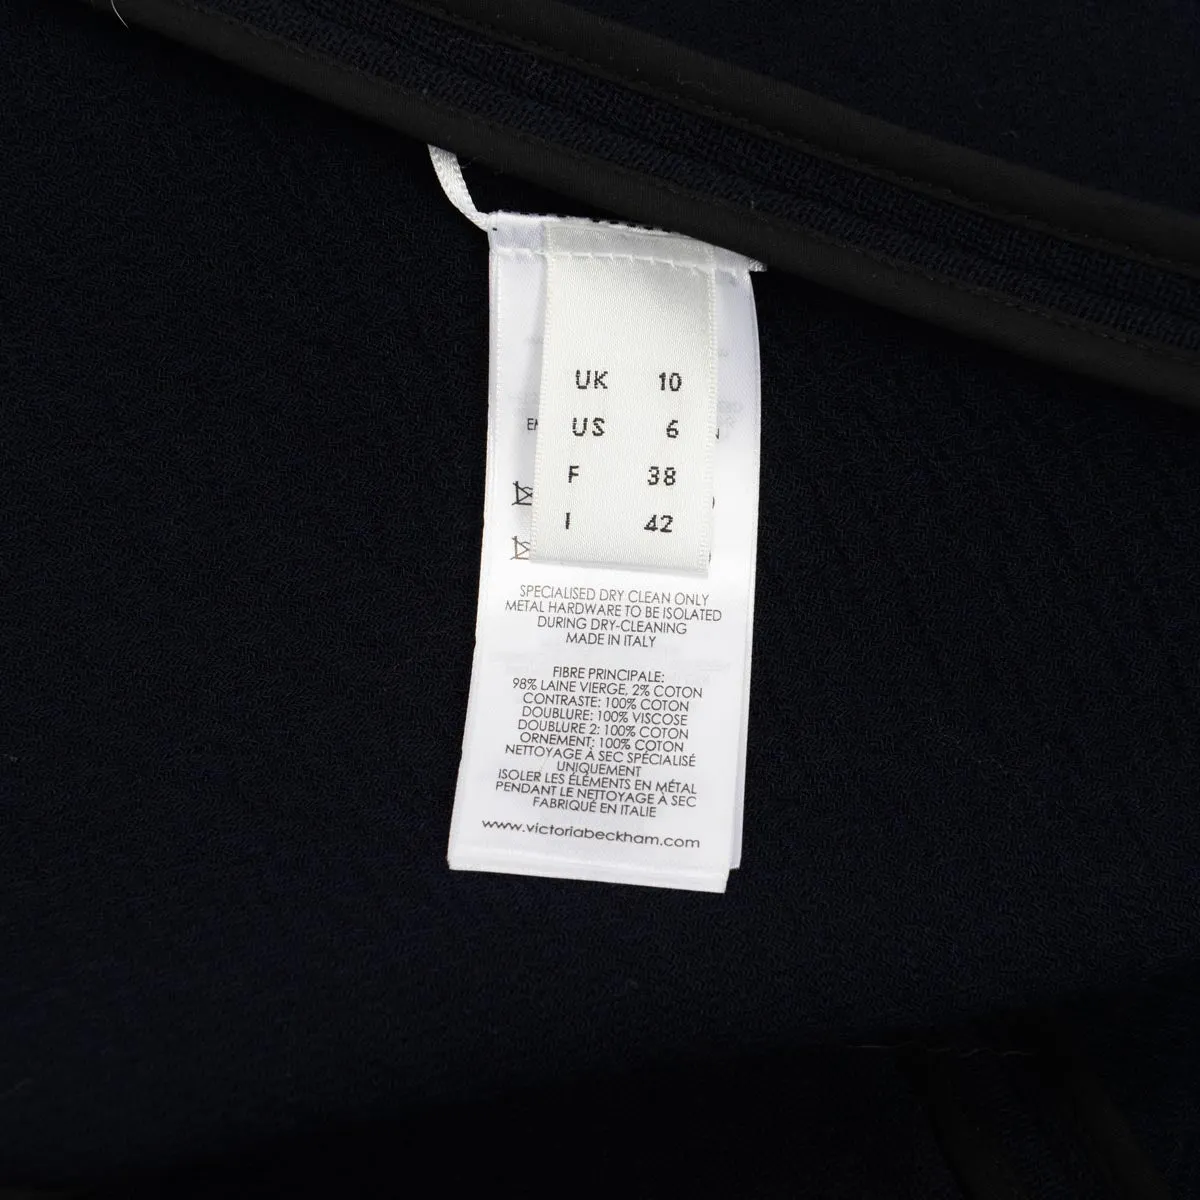 UK 10
US 6
F 38
I 42
SPECIALISED DRY CLEAN ONLY
METAL HARDWARE TO BE ISOLATED
DURING DRY-CLEANING
MADE IN ITALY
FIBRE PRINCIPALE:
98% LAINE VIERGE, 2% COTON
CONTRASTE: 100% COTON
DOUBLURE: 100% VISCOSE
DOUBLURE 2: 100% COTON
ORNEMENT: 100% COTON
NETTOYAGE À SEC SPÉCIALISÉ
UNIQUEMENT
ISOLER LES ÉLÉMENTS EN MÉTAL
PENDANT LE NETTOYAGE À SEC
FABRIQUÉ EN ITALIE
www.victoriabeckham.com